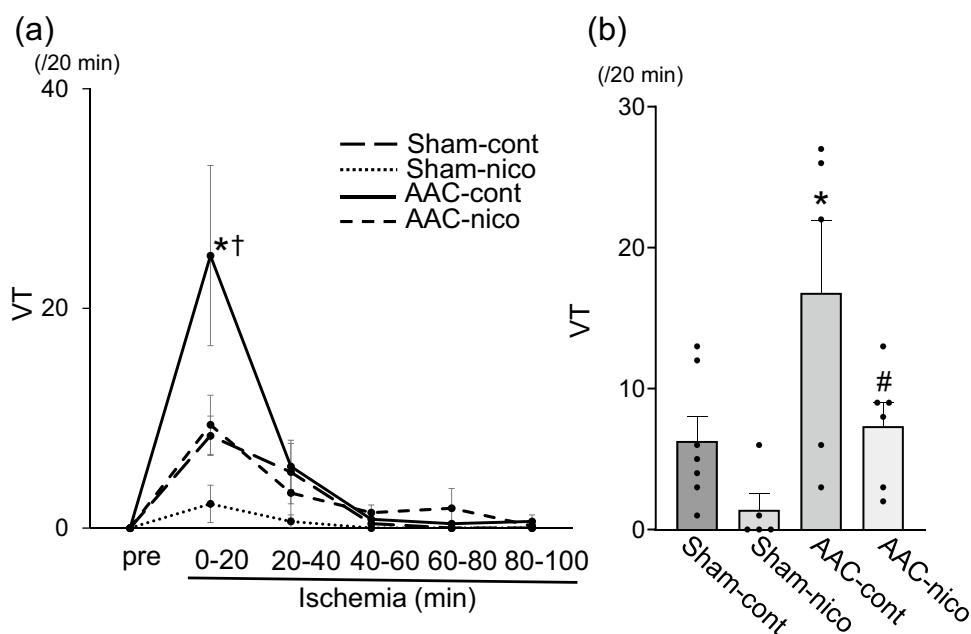 (a)
(/20 min)
40
20
0
VT
Sham-cont
Sham-nico
AAC-cont
AAC-nico
*†
pre 0-20 20-40 40-60 60-80 80-100
Ischemia (min)
(b)
(/20 min)
30
20
10
0
VT
*
#
Sham-cont
Sham-nico
AAC-cont
AAC-nico